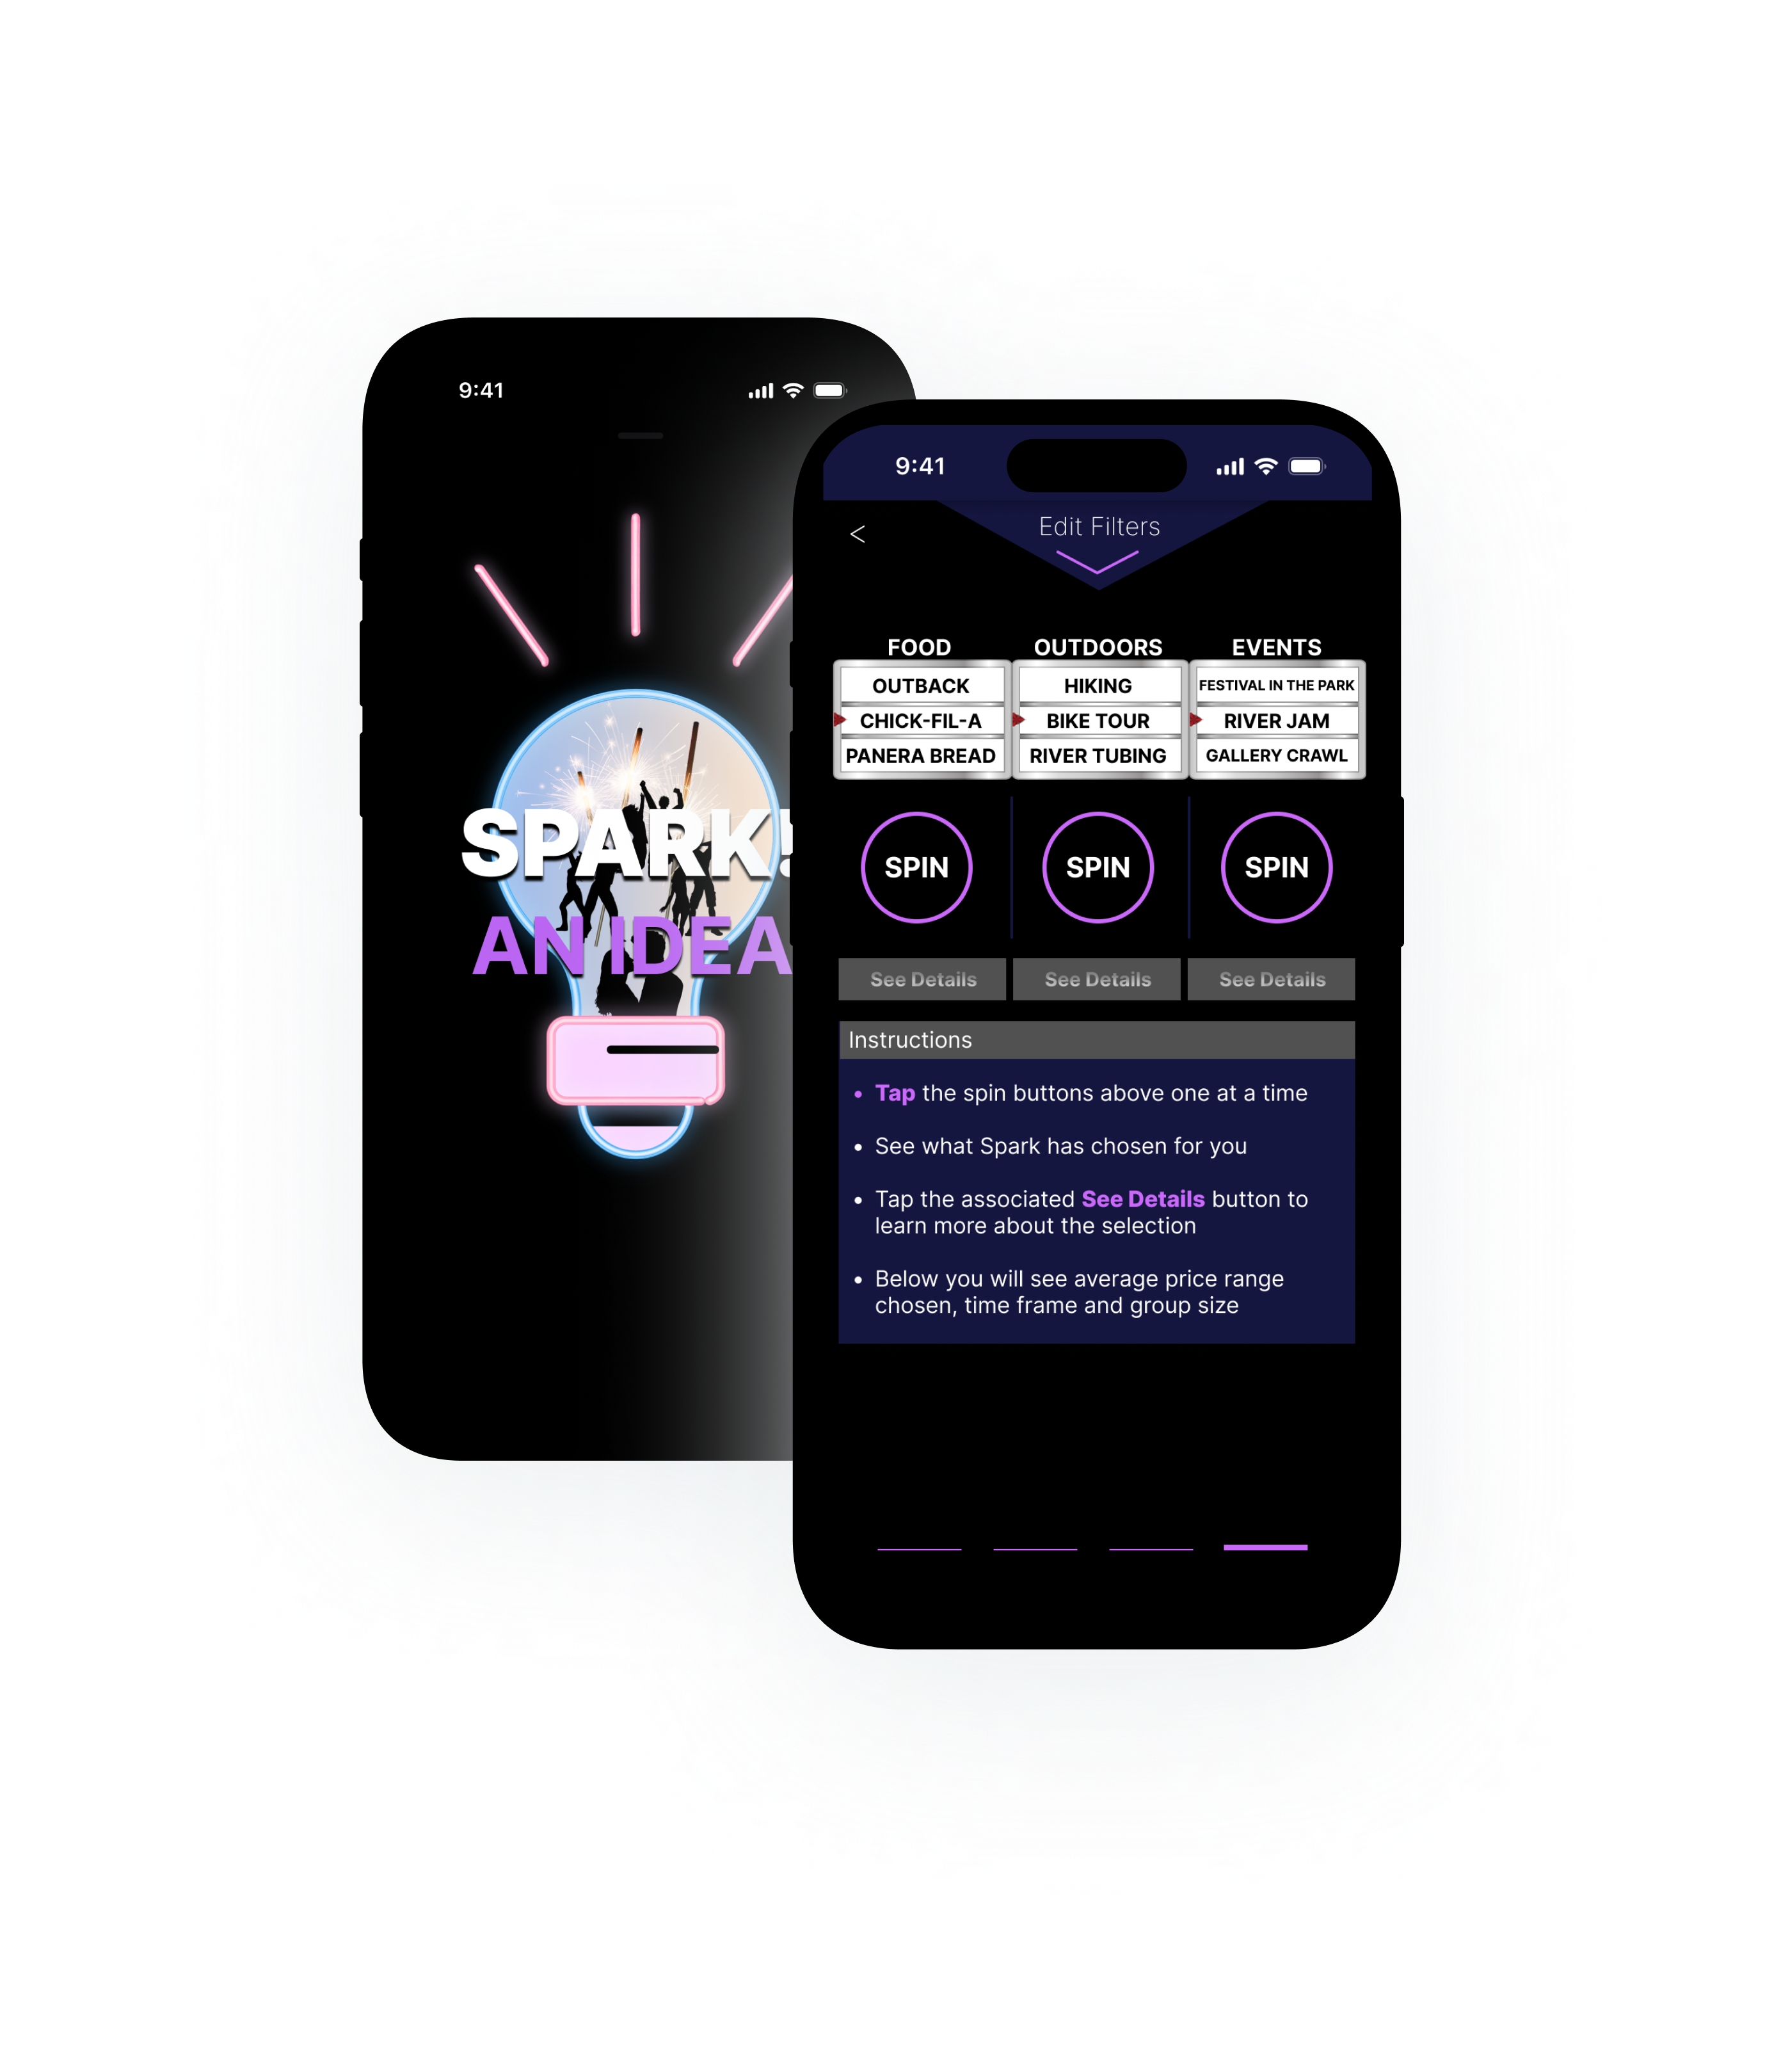 9:41
SPARK!
AN IDEA
9:41
Edit Filters
<
FOOD OUTDOORS EVENTS
OUTBACK HIKING FESTIVAL IN THE PARK
CHICK-FIL-A BIKE TOUR RIVER JAM
PANERA BREAD RIVER TUBING GALLERY CRAWL
SPIN SPIN SPIN
See Details See Details See Details
Instructions
• Tap the spin buttons above one at a time
• See what Spark has chosen for you
• Tap the associated See Details button to
learn more about the selection
• Below you will see average price range
chosen, time frame and group size